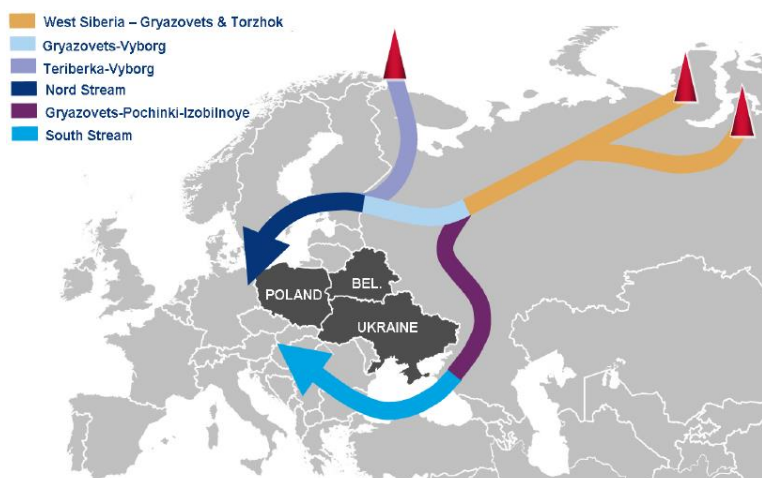 West Siberia – Gryazovets & Torzhok
Gryazovets-Vyborg
Teriberka-Vyborg
Nord Stream
Gryazovets-Pochinki-Izobilnoye
South Stream
POLAND
BEL.
UKRAINE